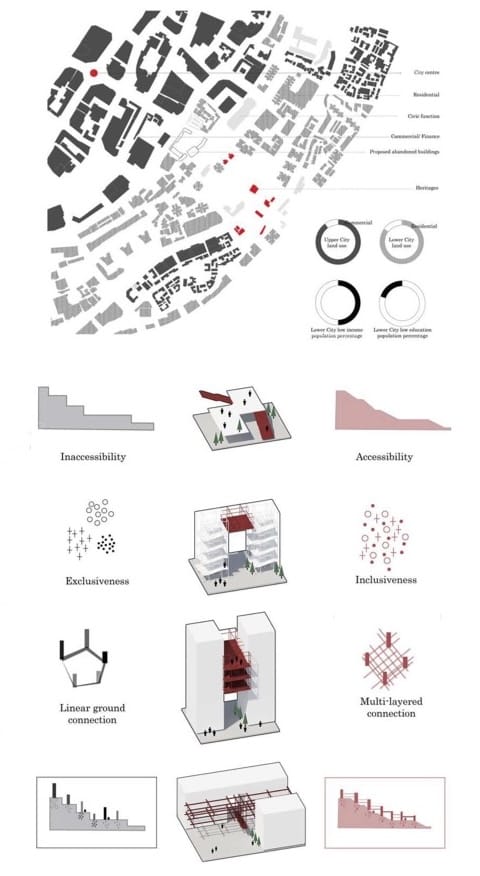 City centre
Residential
Civic function
Commercial/ Finance
Proposed abandoned buildings
Heritages
Commercial
Residential
Upper City
land use
Lower City
land use
Lower City low income
population percentage
Lower City low education
population percentage
Inaccessibility
Accessibility
Exclusiveness
Inclusiveness
Linear ground
connection
Multi-layered
connection